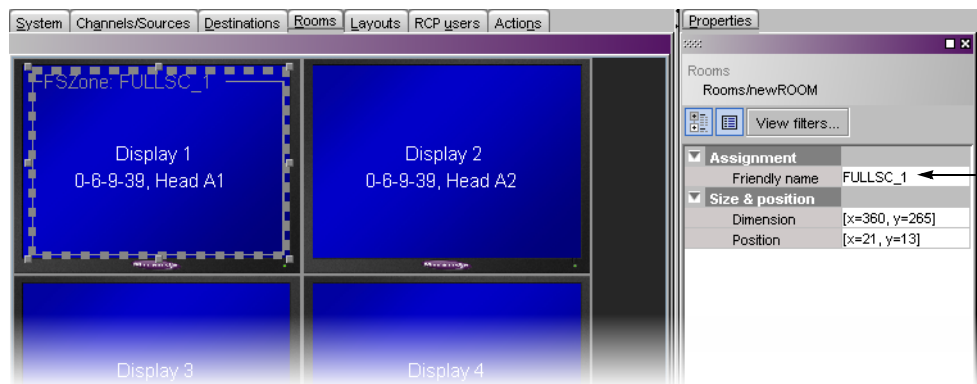 System Channels/Sources Destinations Rooms Layouts RCP users Actions
FFSZone: FULLSC_1
Display 1
0-6-9-39, Head A1
Display 2
0-6-9-39, Head A2
Display 3
Display 4
Properties
Rooms
Rooms/newROOM
View filters...
Assignment
Friendly name FULLSC_1
Size & position
Dimension [x=360, y=265]
Position [x=21, y=13]